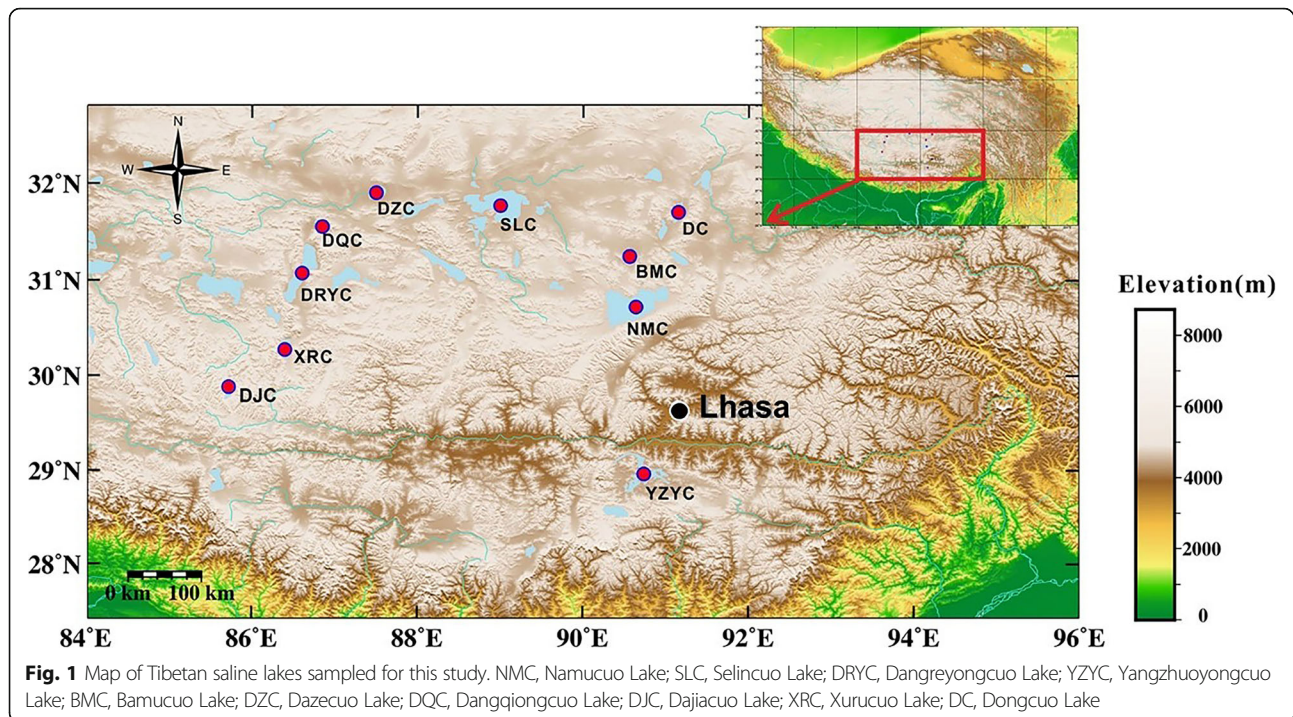 N
W E
S
32°N
31°N
30°N
29°N
28°N
DZC
SLC
DC
DQC
BMC
DRYC
NMC
XRC
DJC
Lhasa
YZYC
0 km 100 km
84°E 86°E 88°E 90°E 92°E 94°E 96°E
Elevation(m)
8000
6000
4000
2000
0
Fig. 1 Map of Tibetan saline lakes sampled for this study. NMC, Namucuo Lake; SLC, Selincuo Lake; DRYC, Dangreyongcuo Lake; YZYC, Yangzhuoyongcuo
Lake; BMC, Bamucuo Lake; DZC, Dazecuo Lake; DQC, Dangqiongcuo Lake; DJC, Dajiacuo Lake; XRC, Xurucuo Lake; DC, Dongcuo Lake